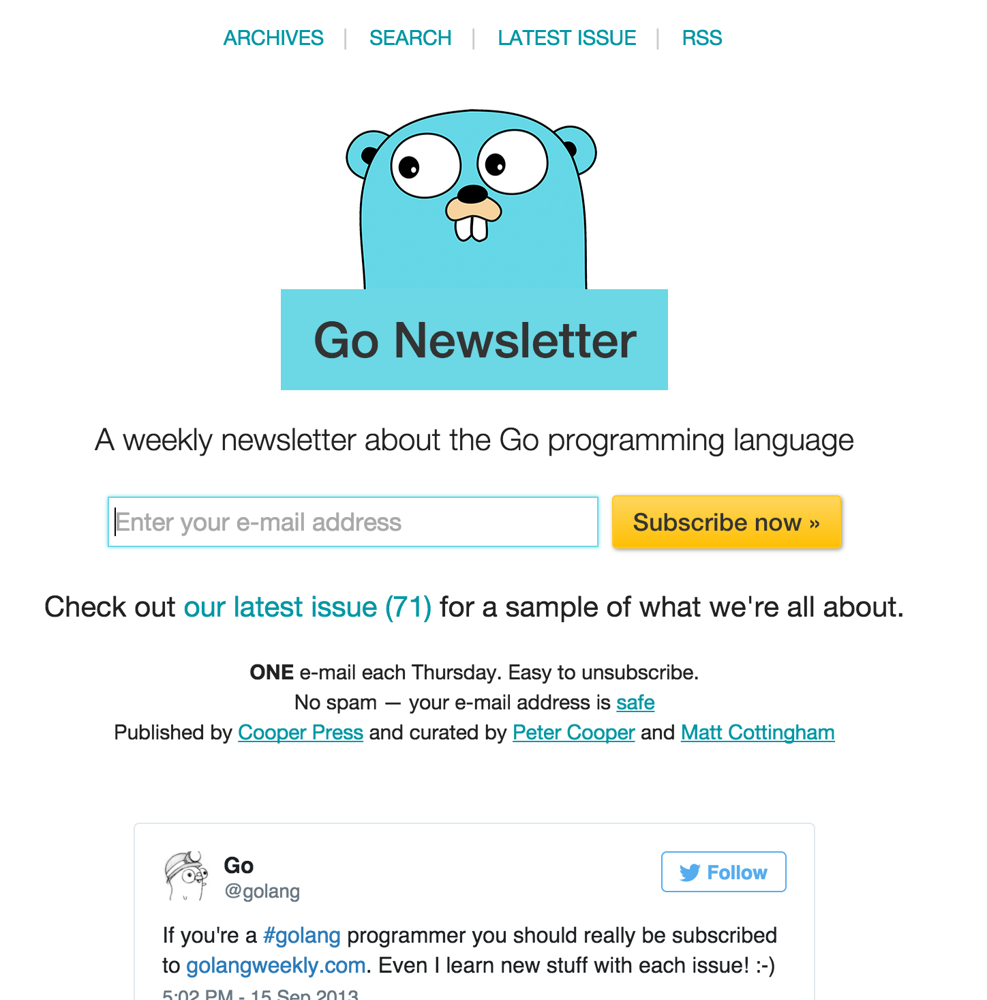 ARCHIVES | SEARCH | LATEST ISSUE | RSS
Go Newsletter
A weekly newsletter about the Go programming language
Enter your e-mail address
Subscribe now »
Check out our latest issue (71) for a sample of what we're all about.
ONE e-mail each Thursday. Easy to unsubscribe.
No spam — your e-mail address is safe
Published by Cooper Press and curated by Peter Cooper and Matt Cottingham
Go
@golang
Follow
If you're a #golang programmer you should really be subscribed
to golangweekly.com. Even I learn new stuff with each issue! :-)
5:02 PM - 15 Sep 2013